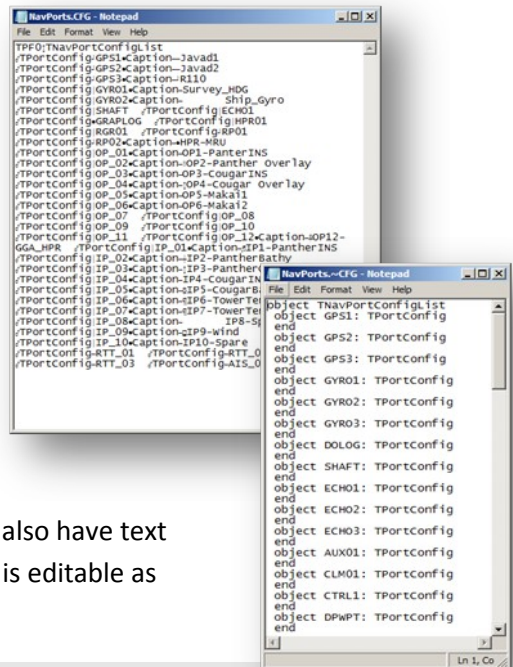 NavPorts.CFG - Notepad
File Edit Format View Help
TPF0;TNavPortConfigList
TPortConfig GPS1 Caption Javad1
TPortConfig GPS2 Caption Javad2
TPortConfig GPS3 Caption R110
TPortConfig GYRO1 Caption Survey_HDG
TPortConfig GYRO2 Caption Ship_Gyro
TPortConfig SHAFT TPortConfig ECHO1
TPortConfig GRAPLOG TPortConfig HPR01
TPortConfig RGR01 TPortConfig RP01
TPortConfig RP02 Caption HPR-MRU
TPortConfig OP_01 Caption OP1-PanterINS
TPortConfig OP_02 Caption OP2-Panther Overlay
TPortConfig OP_03 Caption OP3-CougarINS
TPortConfig OP_04 Caption OP4-Cougar Overlay
TPortConfig OP_05 Caption OP5-Makai1
TPortConfig OP_06 Caption OP6-Makai2
TPortConfig OP_07 TPortConfig OP_08
TPortConfig OP_09 TPortConfig OP_10
TPortConfig OP_11 TPortConfig OP_12 Caption OP12-
GGA_HPR TPortConfig IP_01 Caption IP1-PantherINS
TPortConfig IP_02 Caption IP2-PantherBathy
TPortConfig IP_03 Caption IP3-Panther
TPortConfig IP_04 Caption IP4-CougarIN
TPortConfig IP_05 Caption IP5-CougarBa
TPortConfig IP_06 Caption IP6-TowerTe
TPortConfig IP_07 Caption IP7-TowerTe
TPortConfig IP_08 Caption IP8-Sp
TPortConfig IP_09 Caption IP9-Wind
TPortConfig IP_10 Caption IP10-Spare
TPortConfig RTT_01 TPortConfig RTT_0
TPortConfig RTT_03 TPortConfig AIS_0
NavPorts.~CFG - Notepad
File Edit Format View Help
object TNavPortConfigList
object GPS1: TPortConfig
end
object GPS2: TPortConfig
end
object GPS3: TPortConfig
end
object GYRO1: TPortConfig
end
object GYRO2: TPortConfig
end
object GYRO3: TPortConfig
end
object DOLOG: TPortConfig
end
object SHAFT: TPortConfig
end
object ECHO1: TPortConfig
end
object ECHO2: TPortConfig
end
object ECHO3: TPortConfig
end
object AUX01: TPortConfig
end
object CLM01: TPortConfig
end
object CTRL1: TPortConfig
end
object DPWPT: TPortConfig
end
Ln 1, Co
also have text
is editable as